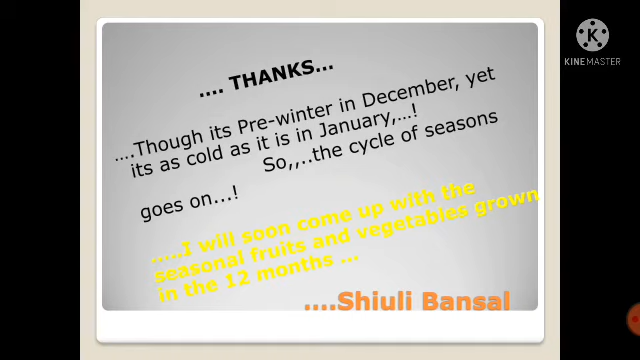 .... THANKS...
....Though its Pre-winter in December, yet
its as cold as it is in January,...!
So,,..the cycle of seasons
goes on...!
.....I will soon come up with the
seasonal fruits and vegetables grown
in the 12 months ...
....Shiuli Bansal
K
KINEMASTER